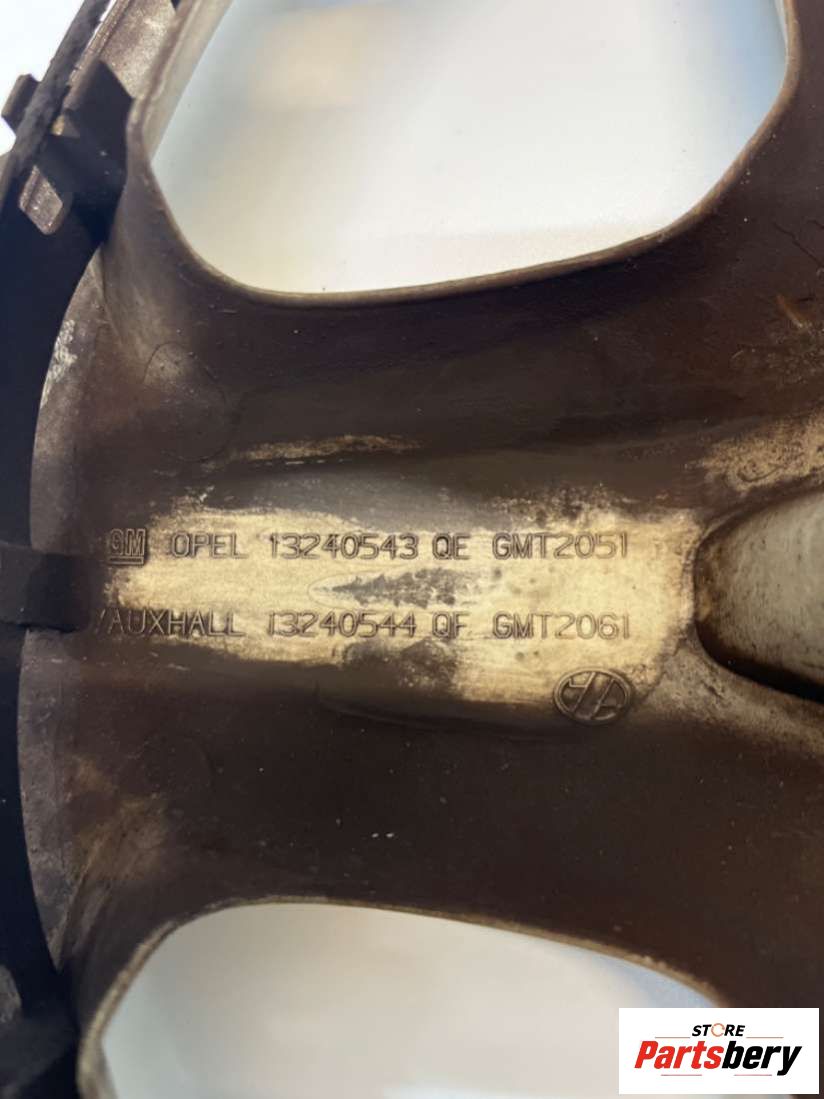 GM OPEL 13240543 QE GMT2051
VAUXHALL 13240544 QF GMT2061
STORE
Partsbery